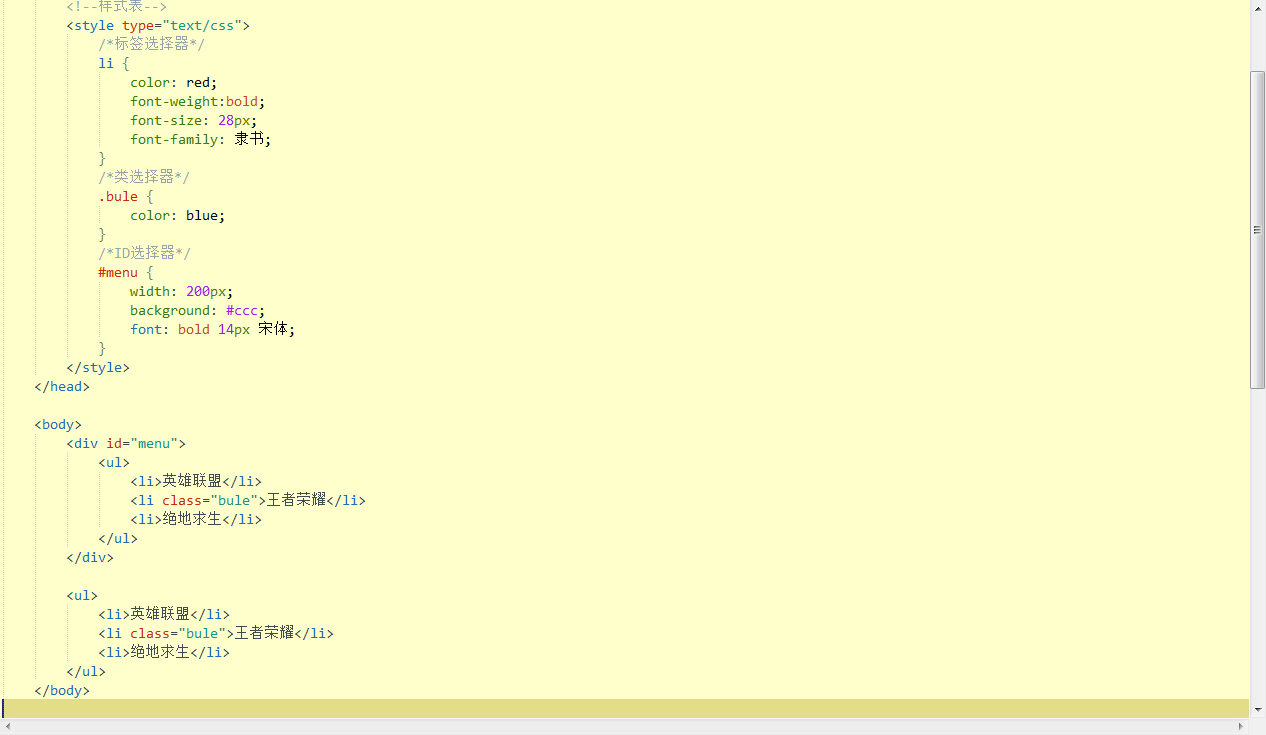 <!--样式表-->
<style type="text/css">
/*标签选择器*/
li {
color: red;
font-weight:bold;
font-size: 28px;
font-family: 隶书;
}
/*类选择器*/
.bule {
color: blue;
}
/*ID选择器*/
#menu {
width: 200px;
background: #ccc;
font: bold 14px 宋体;
}
</style>
</head>
<body>
<div id="menu">
<ul>
<li>英雄联盟</li>
<li class="bule">王者荣耀</li>
<li>绝地求生</li>
</ul>
</div>
<ul>
<li>英雄联盟</li>
<li class="bule">王者荣耀</li>
<li>绝地求生</li>
</ul>
</body>